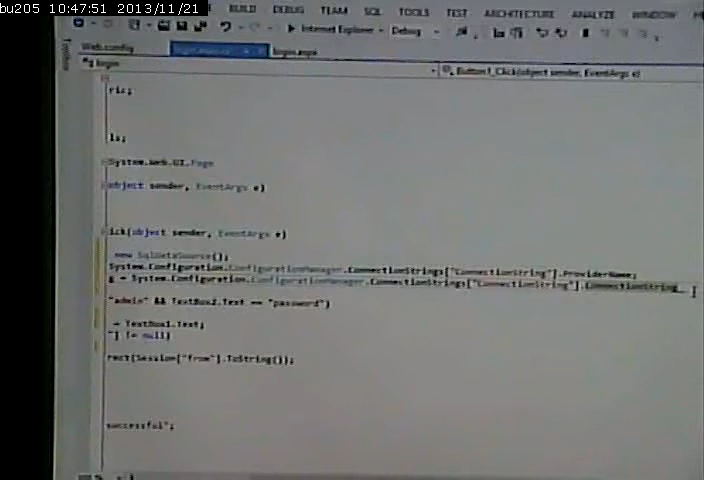 bu205 10:47:51 2013/11/21
BUILD DEBUG TEAM SQL TOOLS TEST ARCHITECTURE ANALYZE WINDOW
Internet Explorer Debug
Web.config login.aspx
login Button1_Click(object sender, EventArgs e)
ric;
ls;
System.Web.UI.Page
object sender, EventArgs e)
ick(object sender, EventArgs e)
new SqlDataSource();
System.Configuration.ConfigurationManager.ConnectionStrings["ConnectionString"].ProviderName;
g = System.Configuration.ConfigurationManager.ConnectionStrings["ConnectionString"].ConnectionString
"admin" && TextBox2.Text == "password")
= TextBox1.Text;
"] != null)
rect(Session["from"].ToString());
successful";